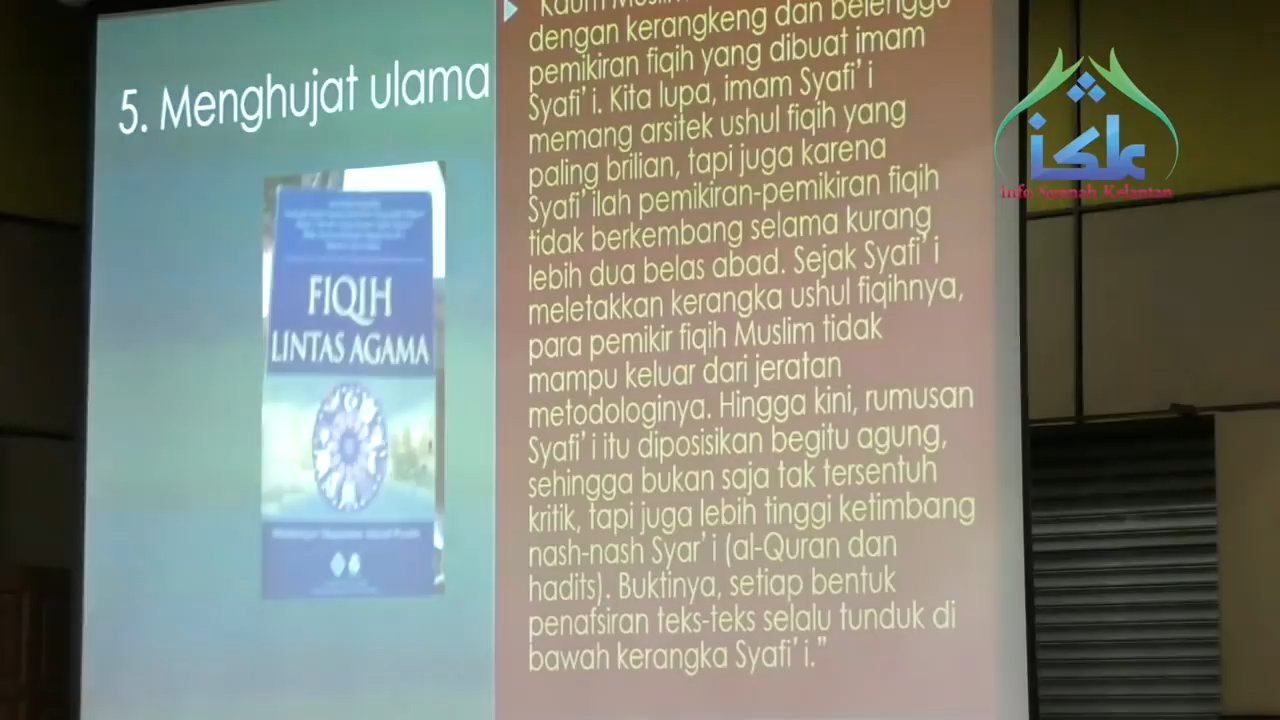 5. Menghujat ulama
FIQIH
LINTAS AGAMA
"Kaum Muslim
dengan kerangkeng dan belenggu
pemikiran fiqih yang dibuat imam
Syafi'i. Kita lupa, imam Syafi'i
memang arsitek ushul fiqih yang
paling brilian, tapi juga karena
Syafi'ilah pemikiran-pemikiran fiqih
tidak berkembang selama kurang
lebih dua belas abad. Sejak Syafi'i
meletakkan kerangka ushul fiqihnya,
para pemikir fiqih Muslim tidak
mampu keluar dari jeratan
metodologinya. Hingga kini, rumusan
Syafi'i itu diposisikan begitu agung,
sehingga bukan saja tak tersentuh
kritik, tapi juga lebih tinggi ketimbang
nash-nash Syar'i (al-Quran dan
hadits). Buktinya, setiap bentuk
penafsiran teks-teks selalu tunduk di
bawah kerangka Syafi'i."
Info Sunnah Kelantan